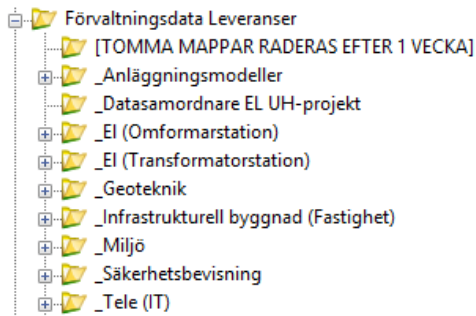 Förvaltningsdata Leveranser
[TOMMA MAPPAR RADERAS EFTER 1 VECKA]
_Anläggningsmodeller
_Datasamordnare EL UH-projekt
_El (Omformarstation)
_El (Transformatorstation)
_Geoteknik
_Infrastrukturell byggnad (Fastighet)
_Miljö
_Säkerhetsbevisning
_Tele (IT)